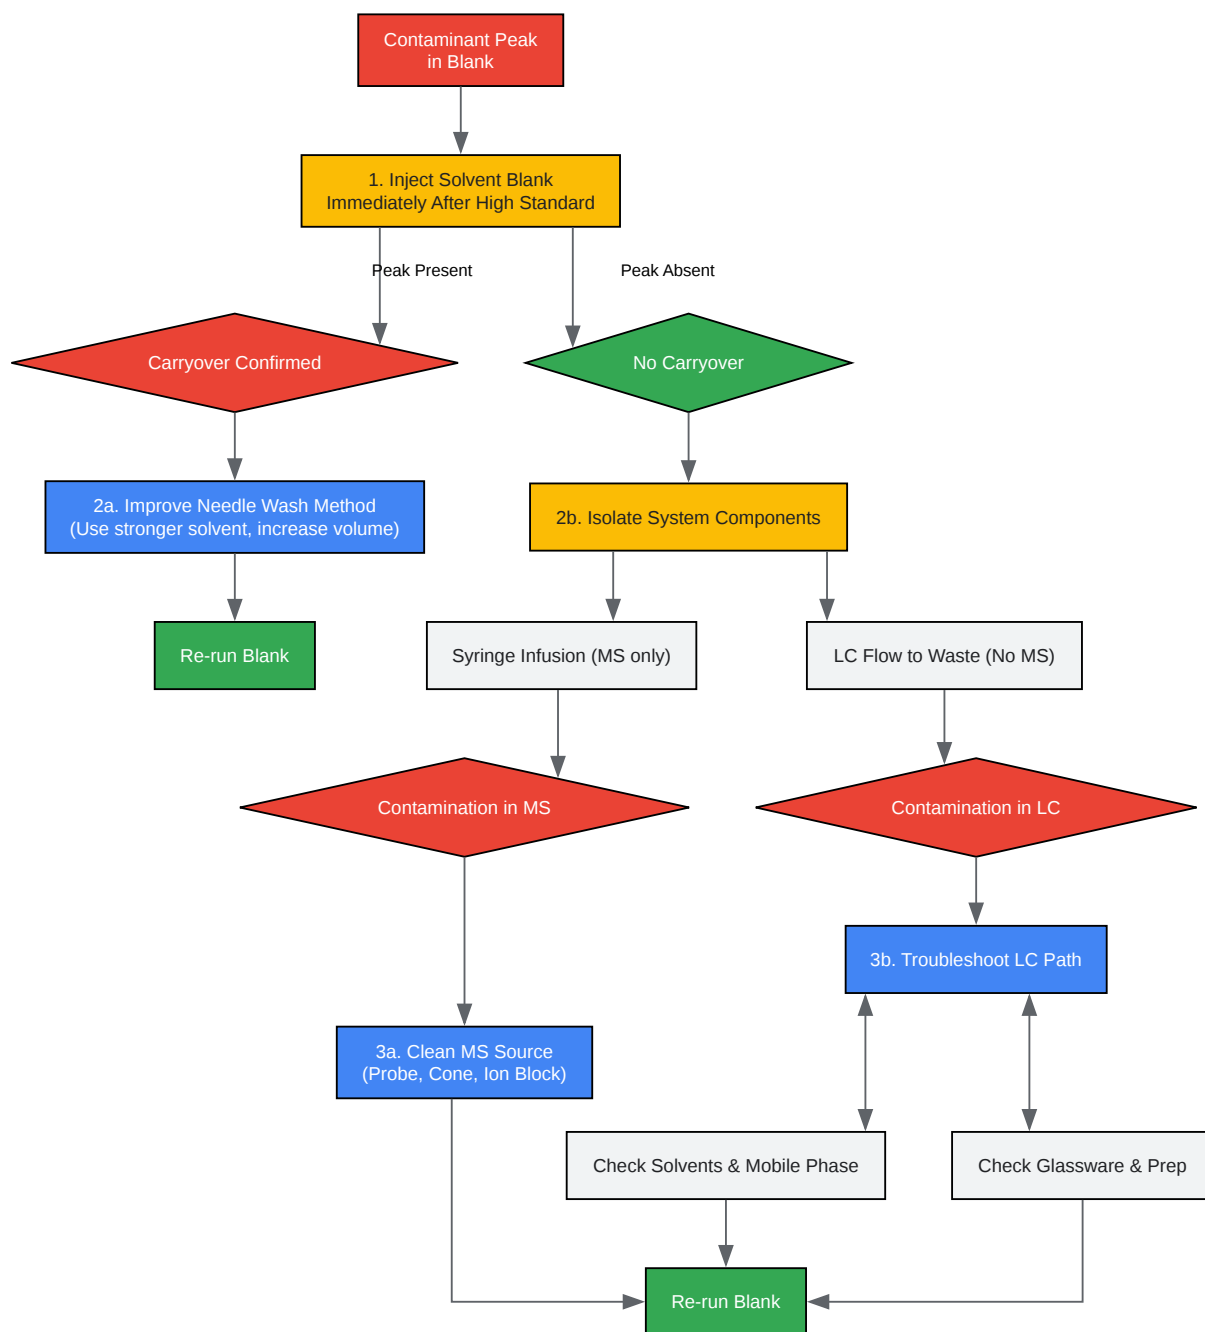 Contaminant Peak
in Blank
1. Inject Solvent Blank
Immediately After High Standard
Peak Present
Peak Absent
Carryover Confirmed
No Carryover
2a. Improve Needle Wash Method
(Use stronger solvent, increase volume)
2b. Isolate System Components
Re-run Blank
Syringe Infusion (MS only)
LC Flow to Waste (No MS)
Contamination in MS
Contamination in LC
3b. Troubleshoot LC Path
3a. Clean MS Source
(Probe, Cone, Ion Block)
Check Solvents & Mobile Phase
Check Glassware & Prep
Re-run Blank